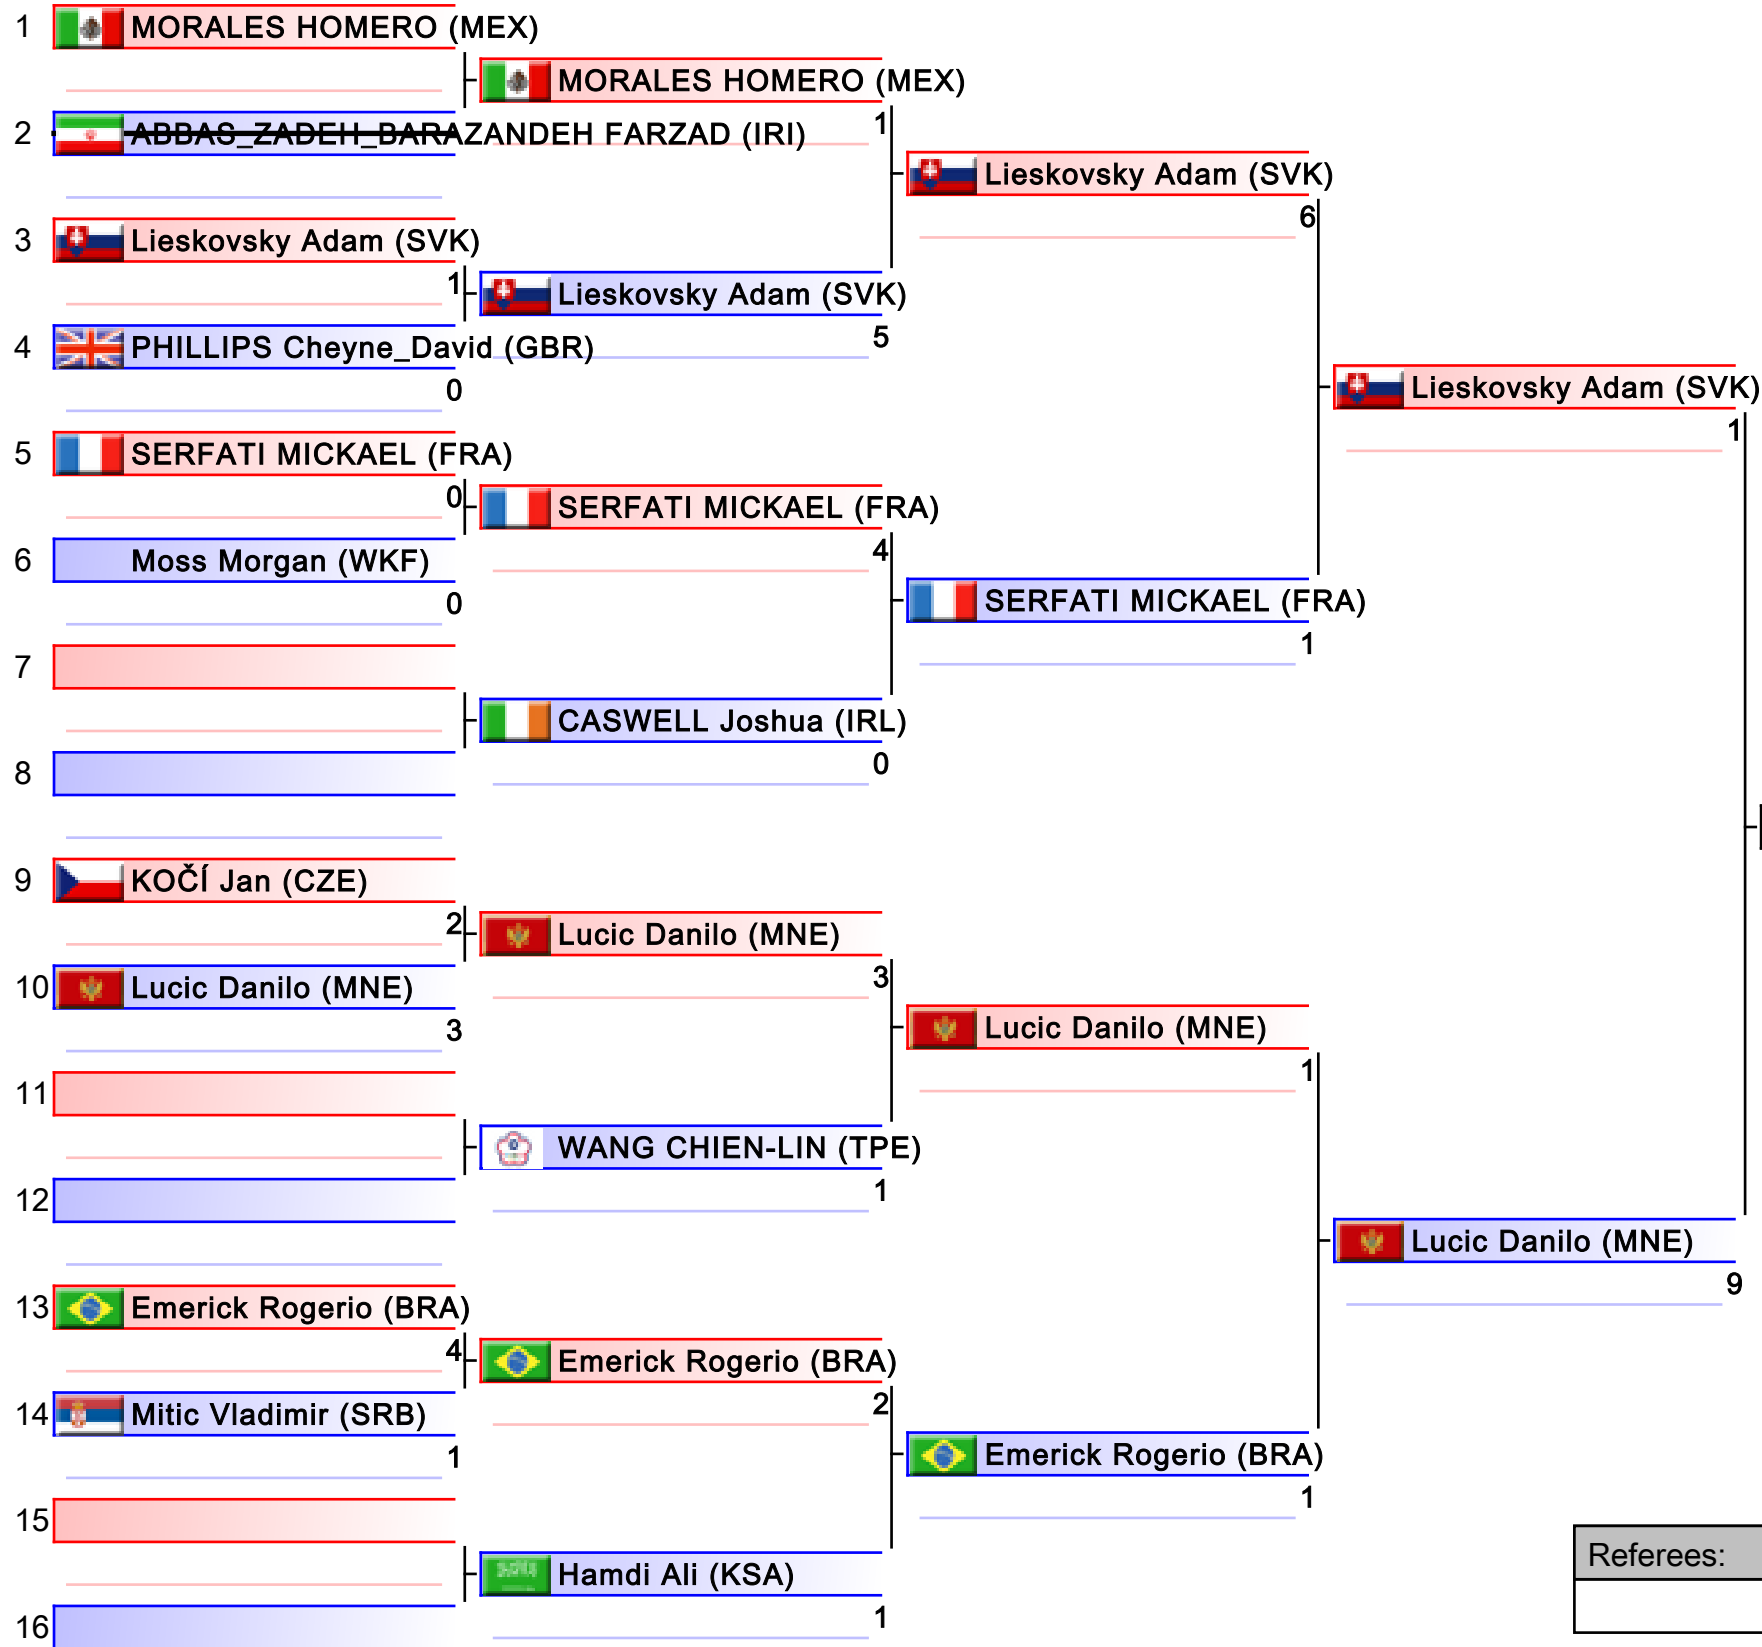 1 MORALES HOMERO (MEX)
MORALES HOMERO (MEX)
1
2 ABBAS_ZADEH_BARAZANDEH FARZAD (IRI)
Lieskovsky Adam (SVK)
6
3 Lieskovsky Adam (SVK)
1
Lieskovsky Adam (SVK)
5
4 PHILLIPS Cheyne_David (GBR)
0
Lieskovsky Adam (SVK)
1
5 SERFATI MICKAEL (FRA)
0
SERFATI MICKAEL (FRA)
4
6 Moss Morgan (WKF)
0
SERFATI MICKAEL (FRA)
1
7
CASWELL Joshua (IRL)
0
8
9 KOČÍ Jan (CZE)
2
Lucic Danilo (MNE)
3
10 Lucic Danilo (MNE)
3
Lucic Danilo (MNE)
1
11
WANG CHIEN-LIN (TPE)
1
12
Lucic Danilo (MNE)
9
13 Emerick Rogerio (BRA)
4
Emerick Rogerio (BRA)
2
14 Mitic Vladimir (SRB)
1
Emerick Rogerio (BRA)
1
15
Hamdi Ali (KSA)
1
16
Referees: